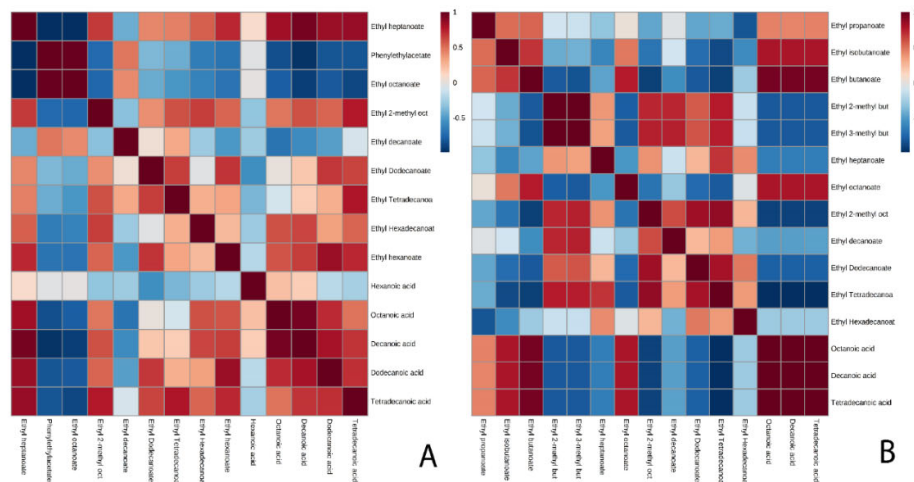 Ethyl heptanoate
Phenylethylacetate
Ethyl octanoate
Ethyl 2-methyl oct
Ethyl decanoate
Ethyl Dodecanoate
Ethyl Tetradecanoa
Ethyl Hexadecanoat
Ethyl hexanoate
Hexanoic acid
Octanoic acid
Decanoic acid
Dodecanoic acid
Tetradecanoic acid
1
0.5
0
-0.5
Ethyl heptanoate
Phenylethylacetate
Ethyl octanoate
Ethyl 2-methyl oct
Ethyl decanoate
Ethyl Dodecanoate
Ethyl Tetradecanoa
Ethyl Hexadecanoat
Ethyl hexanoate
Hexanoic acid
Octanoic acid
Decanoic acid
Dodecanoic acid
Tetradecanoic acid
A
Ethyl propanoate
Ethyl isobutanoate
Ethyl butanoate
Ethyl 2-methyl but
Ethyl 3-methyl but
Ethyl heptanoate
Ethyl octanoate
Ethyl 2-methyl oct
Ethyl decanoate
Ethyl Dodecanoate
Ethyl Tetradecanoa
Ethyl Hexadecanoat
Octanoic acid
Decanoic acid
Tetradecanoic acid
Ethyl propanoate
Ethyl isobutanoate
Ethyl butanoate
Ethyl 2-methyl but
Ethyl 3-methyl but
Ethyl heptanoate
Ethyl octanoate
Ethyl 2-methyl oct
Ethyl decanoate
Ethyl Dodecanoate
Ethyl Tetradecanoa
Ethyl Hexadecanoat
Octanoic acid
Decanoic acid
Tetradecanoic acid
B